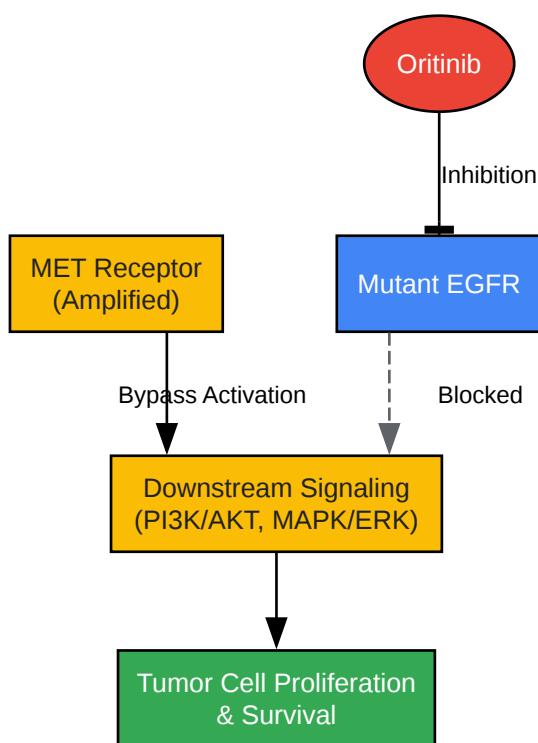 Oritinib
Inhibition
MET Receptor
(Amplified)
Mutant EGFR
Bypass Activation
Blocked
Downstream Signaling
(PI3K/AKT, MAPK/ERK)
Tumor Cell Proliferation
& Survival